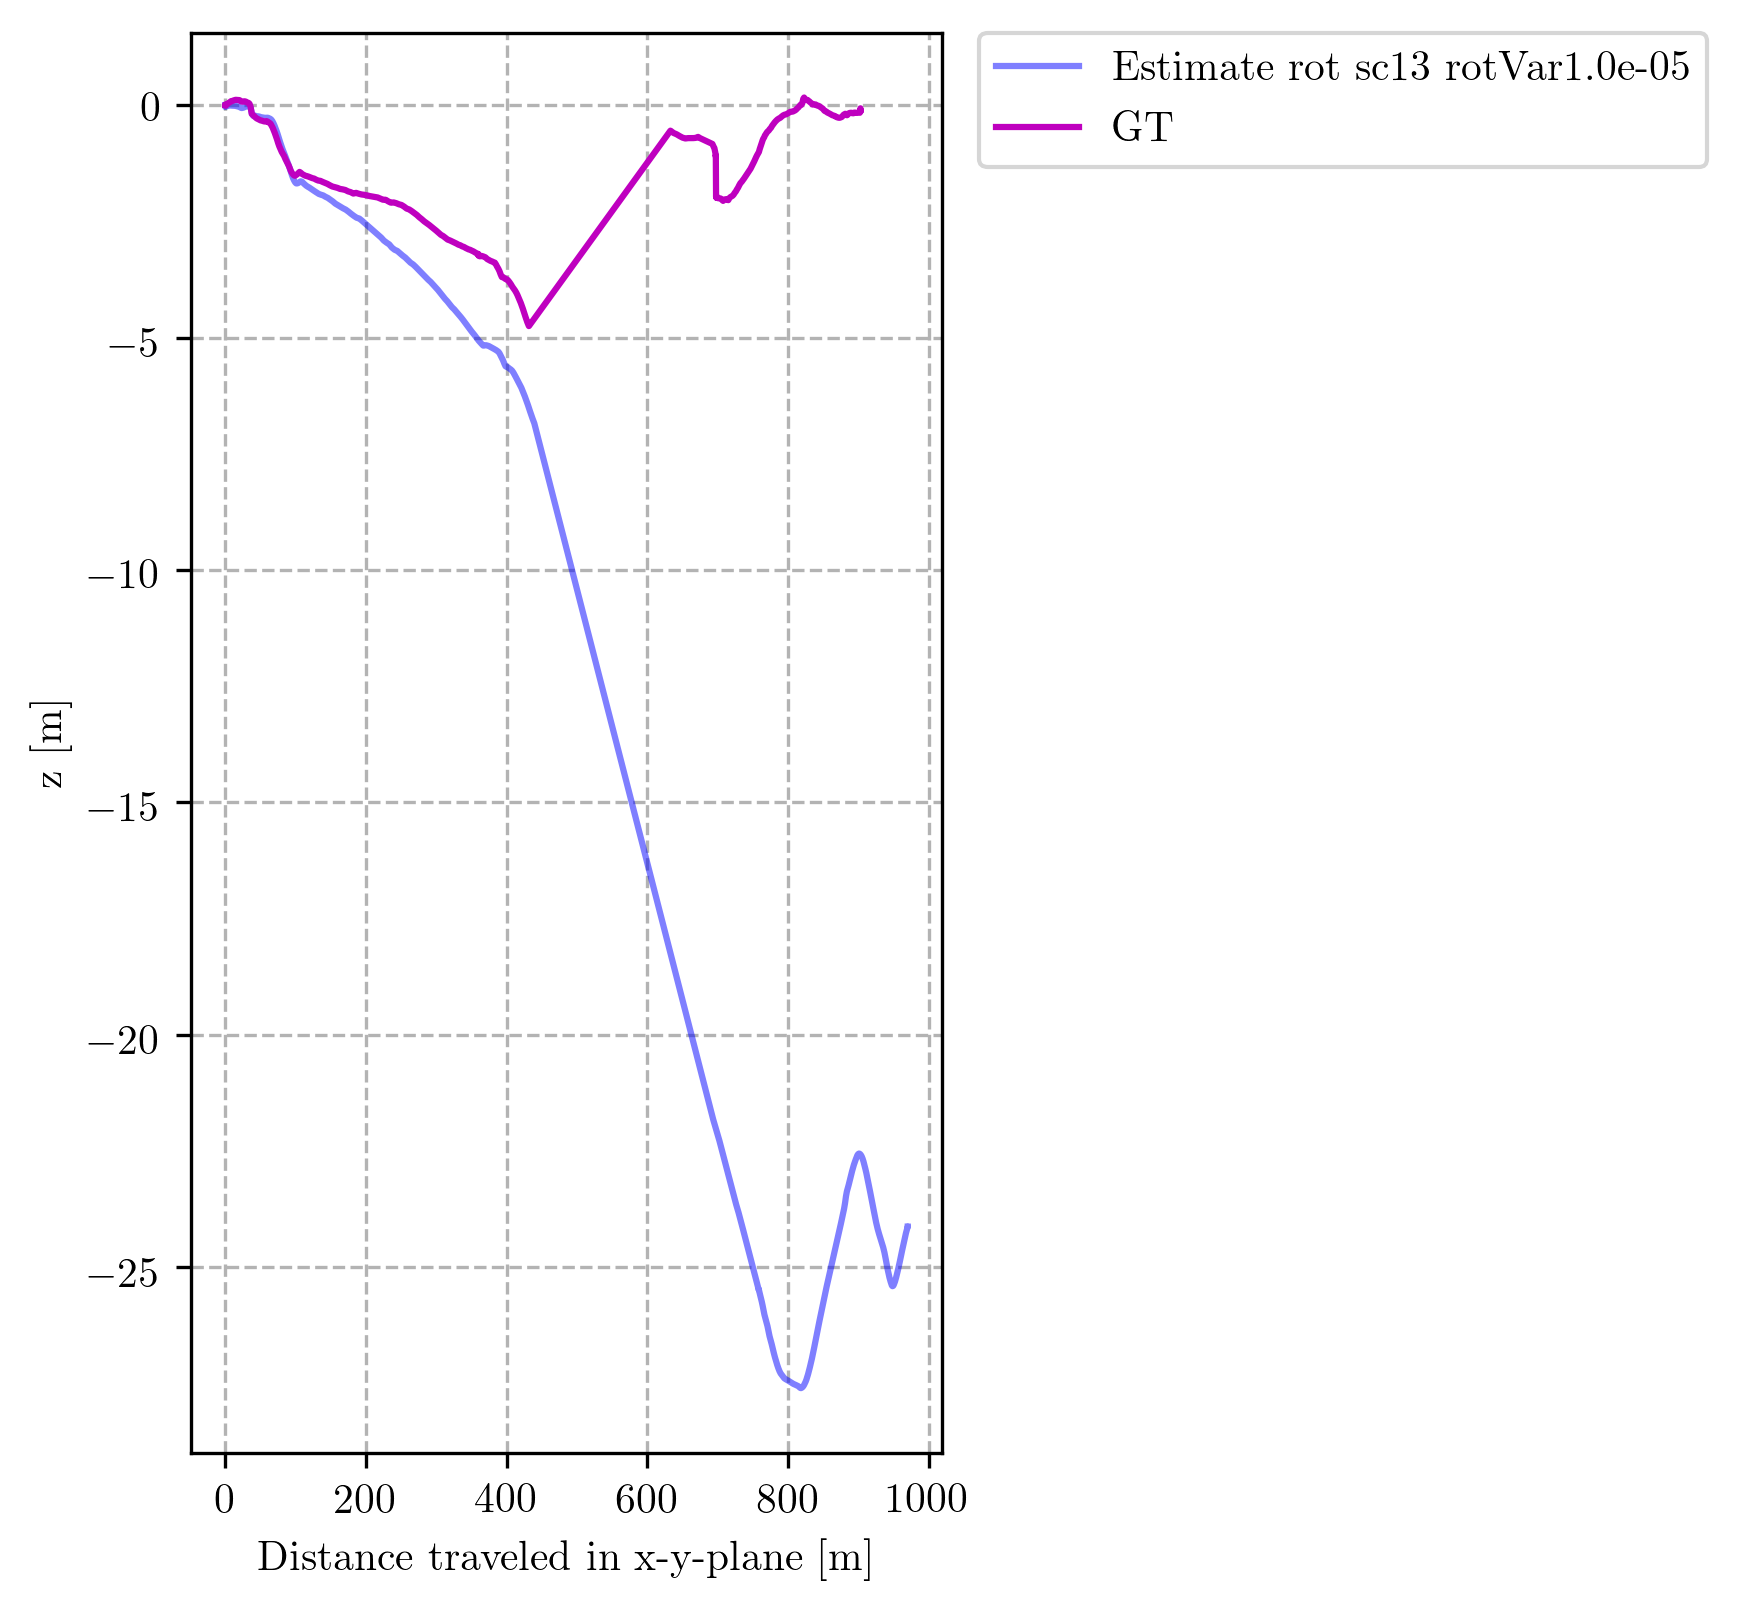 Estimate rot sc13 rotVar1.0e-05
GT
0
−5
−10
−15
−20
−25
z [m]
0 200 400 600 800 1000
Distance traveled in x-y-plane [m]